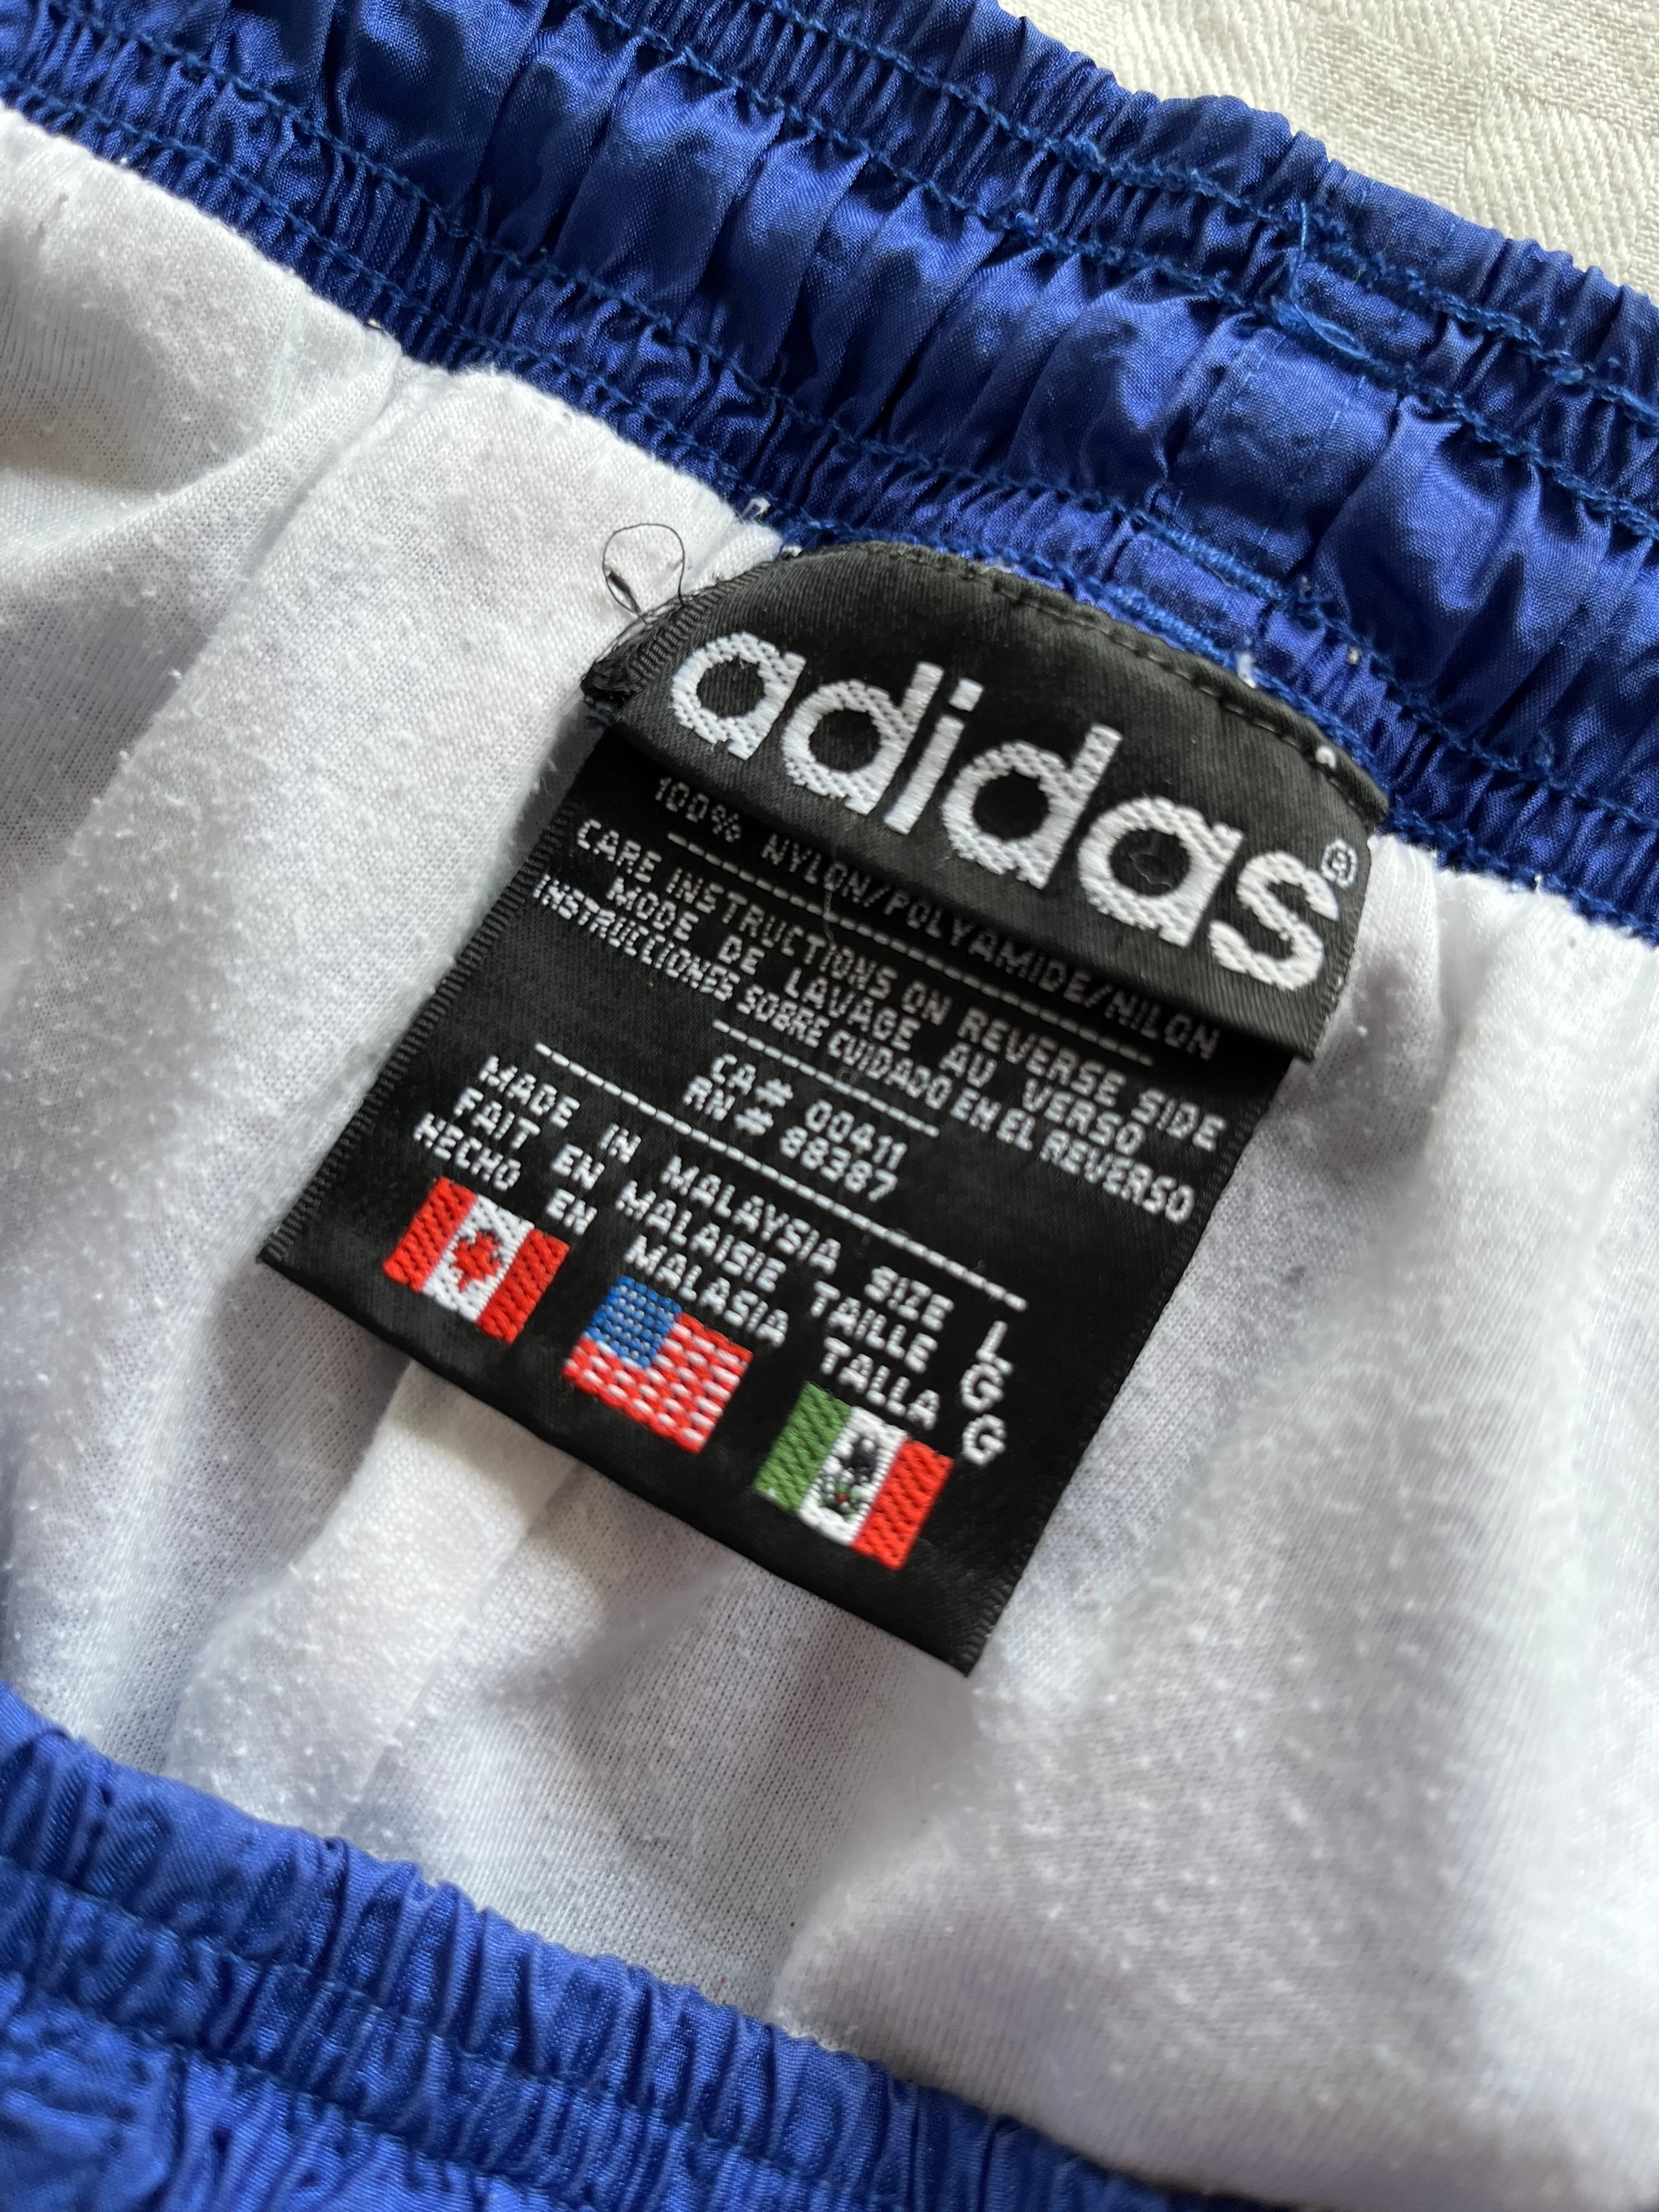 adidas®
100% NYLON/POLYAMIDE/NILON
CARE INSTRUCTIONS ON REVERSE SIDE
MODE DE LAVAGE AU VERSO
INSTRUCCIONES SOBRE CUIDADO EN EL REVERSO
CA# 00411
RN# 88387
MADE IN MALAYSIA SIZE L
FAIT EN MALAISIE TAILLE G
HECHO EN MALASIA TALLA G